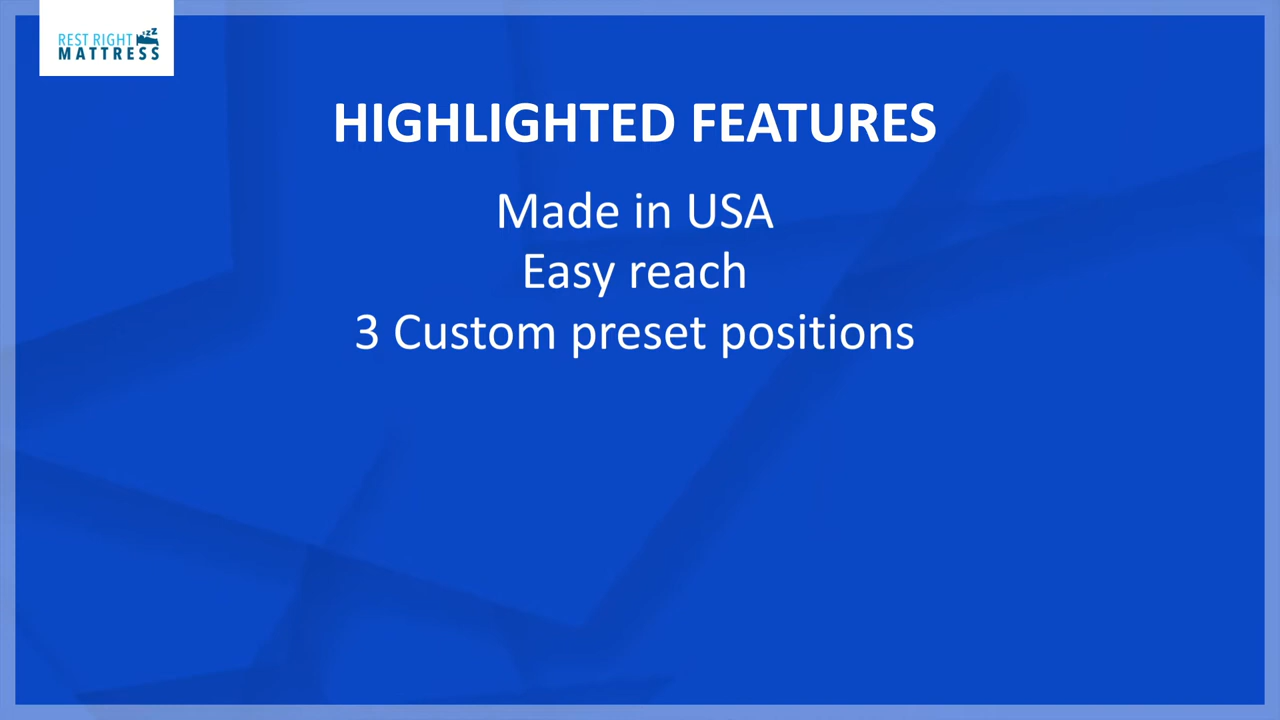 REST RIGHT
MATTRESS
HIGHLIGHTED FEATURES
Made in USA
Easy reach
3 Custom preset positions